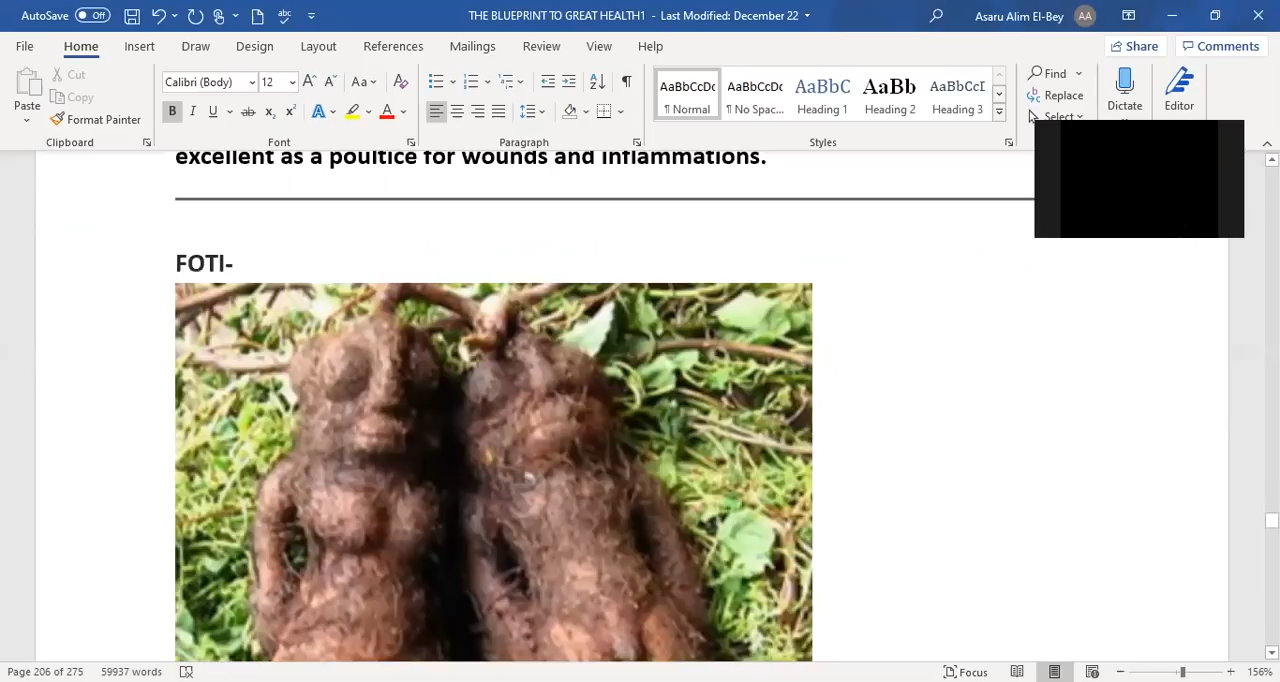 AutoSave Off THE BLUEPRINT TO GREAT HEALTH1 - Last Modified: December 22 Asaru Alim El-Bey AA
File Home Insert Draw Design Layout References Mailings Review View Help Share Comments
Paste
Cut
Copy
Format Painter
Clipboard
Calibri (Body) 12 Aa
B I U ab x₂ x² A A
Font
Paragraph
AaBbCcDc AaBbCcDc AaBbC AaBb AaBbCcI
¶ Normal ¶ No Spac... Heading 1 Heading 2 Heading 3
Styles
Find
Replace
Select
Dictate
Editor
excellent as a poultice for wounds and inflammations.
FOTI-
Page 206 of 275 59937 words Focus 156%